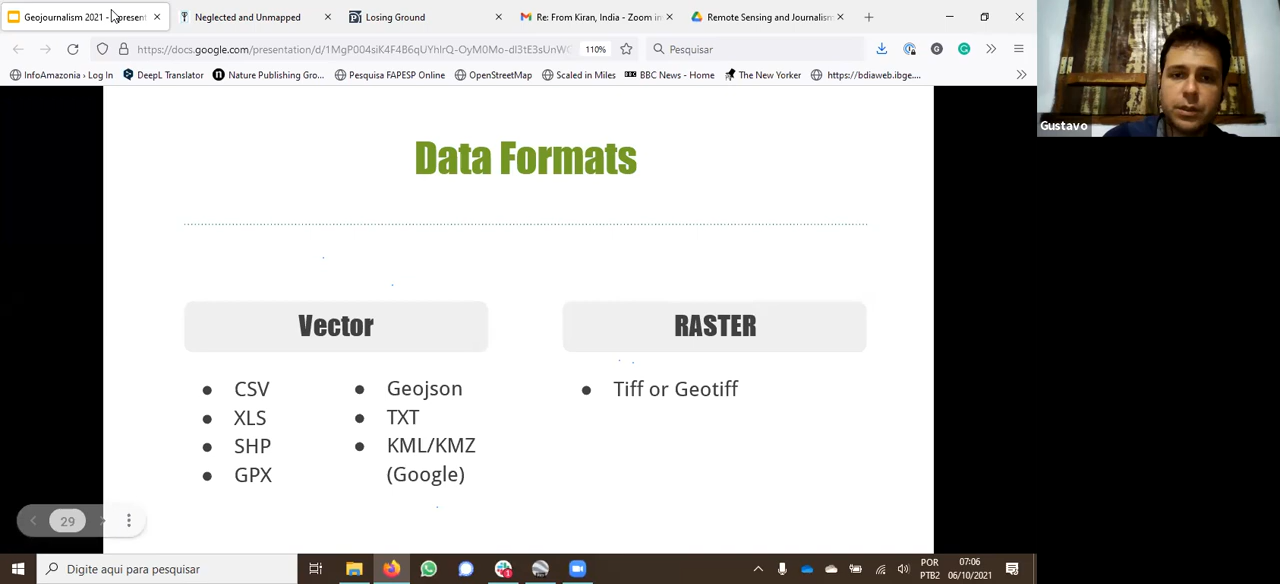 Geojournalism 2021 - present
Neglected and Unmapped
Losing Ground
Re: From Kiran, India - Zoom in
Remote Sensing and Journalism
https://docs.google.com/presentation/d/
110%
Pesquisar
InfoAmazonia › Log In
DeepL Translator
Nature Publishing Gro...
Pesquisa FAPESP Online
OpenStreetMap
Scaled in Miles
BBC News - Home
The New Yorker
https://bdiaweb.ibge....
Gustavo
Data Formats
Vector
RASTER
CSV
XLS
SHP
GPX
Geojson
TXT
KML/KMZ
(Google)
Tiff or Geotiff
29
Digite aqui para pesquisar
POR
PTB2
07:06
06/10/2021